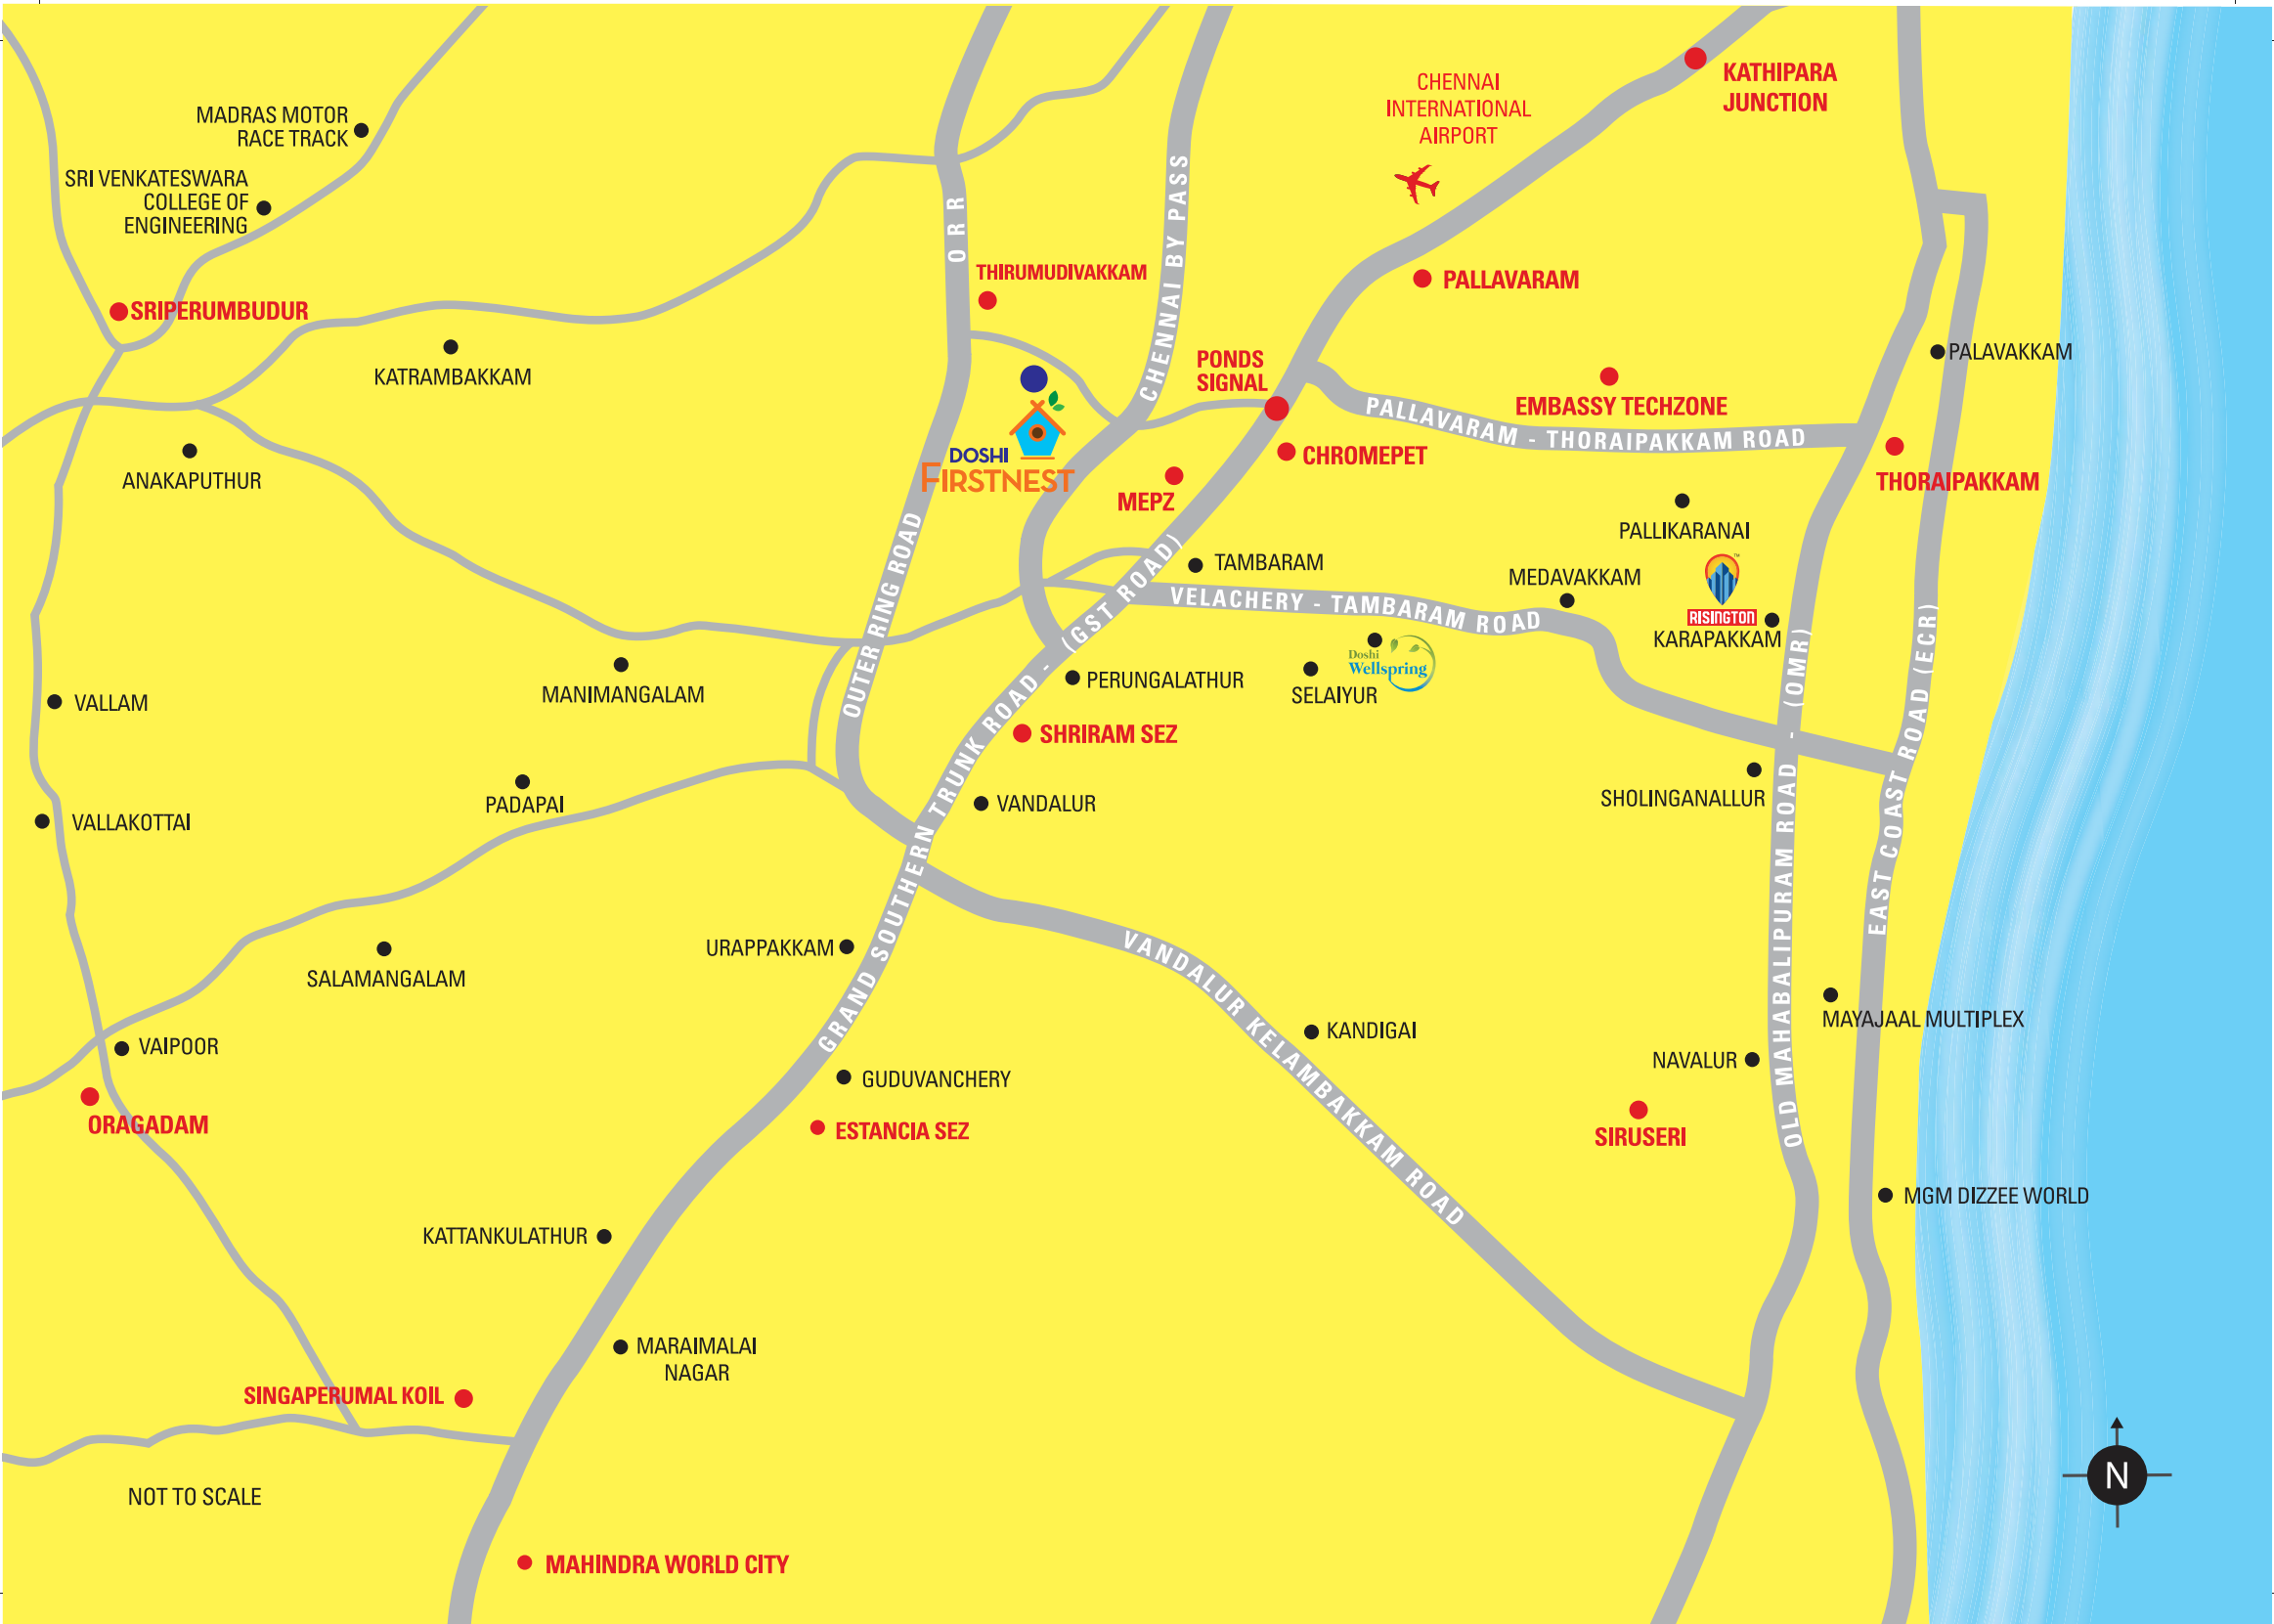 KATHIPARA
JUNCTION
CHENNAI
INTERNATIONAL
AIRPORT
MADRAS MOTOR
RACE TRACK
SRI VENKATESWARA
COLLEGE OF
ENGINEERING
O R R
CHENNAI BY PASS
THIRUMUDIVAKKAM
PALLAVARAM
SRIPERUMBUDUR
KATRAMBAKKAM
PONDS
SIGNAL
PALAVAKKAM
EMBASSY TECHZONE
PALLAVARAM - THORAIPAKKAM ROAD
DOSHI
FIRSTNEST
CHROMEPET
THORAIPAKKAM
ANAKAPUTHUR
MEPZ
PALLIKARANAI
TAMBARAM
MEDAVAKKAM
VELACHERY - TAMBARAM ROAD
RISINGTON
™
KARAPAKKAM
OUTER RING ROAD
Doshi
Wellspring
SELAIYUR
PERUNGALATHUR
MANIMANGALAM
VALLAM
SHRIRAM SEZ
GRAND SOUTHERN TRUNK ROAD - (GST ROAD)
OLD MAHABALIPURAM ROAD - (OMR)
EAST COAST ROAD (ECR)
PADAPAI
VANDALUR
SHOLINGANALLUR
VALLAKOTTAI
URAPPAKKAM
SALAMANGALAM
VANDALUR KELAMBAKKAM ROAD
KANDIGAI
MAYAJAAL MULTIPLEX
VAIPOOR
NAVALUR
GUDUVANCHERY
ORAGADAM
ESTANCIA SEZ
SIRUSERI
MGM DIZZEE WORLD
KATTANKULATHUR
MARAIMALAI
NAGAR
SINGAPERUMAL KOIL
NOT TO SCALE
N
MAHINDRA WORLD CITY